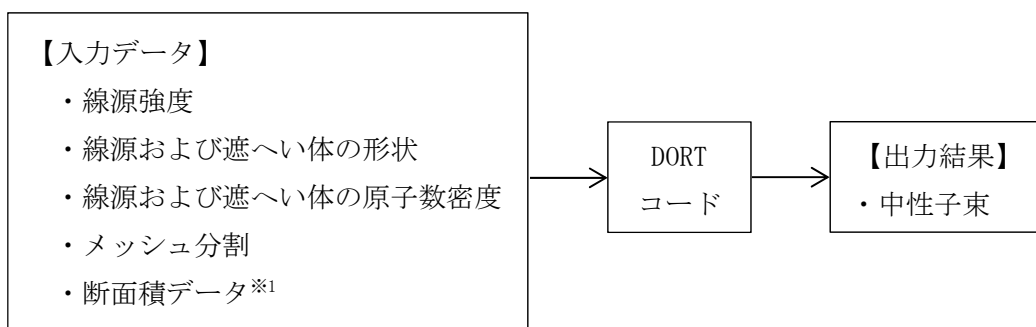 【入力データ】
・線源強度
・線源および遮へい体の形状
・線源および遮へい体の原子数密度
・メッシュ分割
・断面積データ※1
DORT
コード
【出力結果】
・中性子束